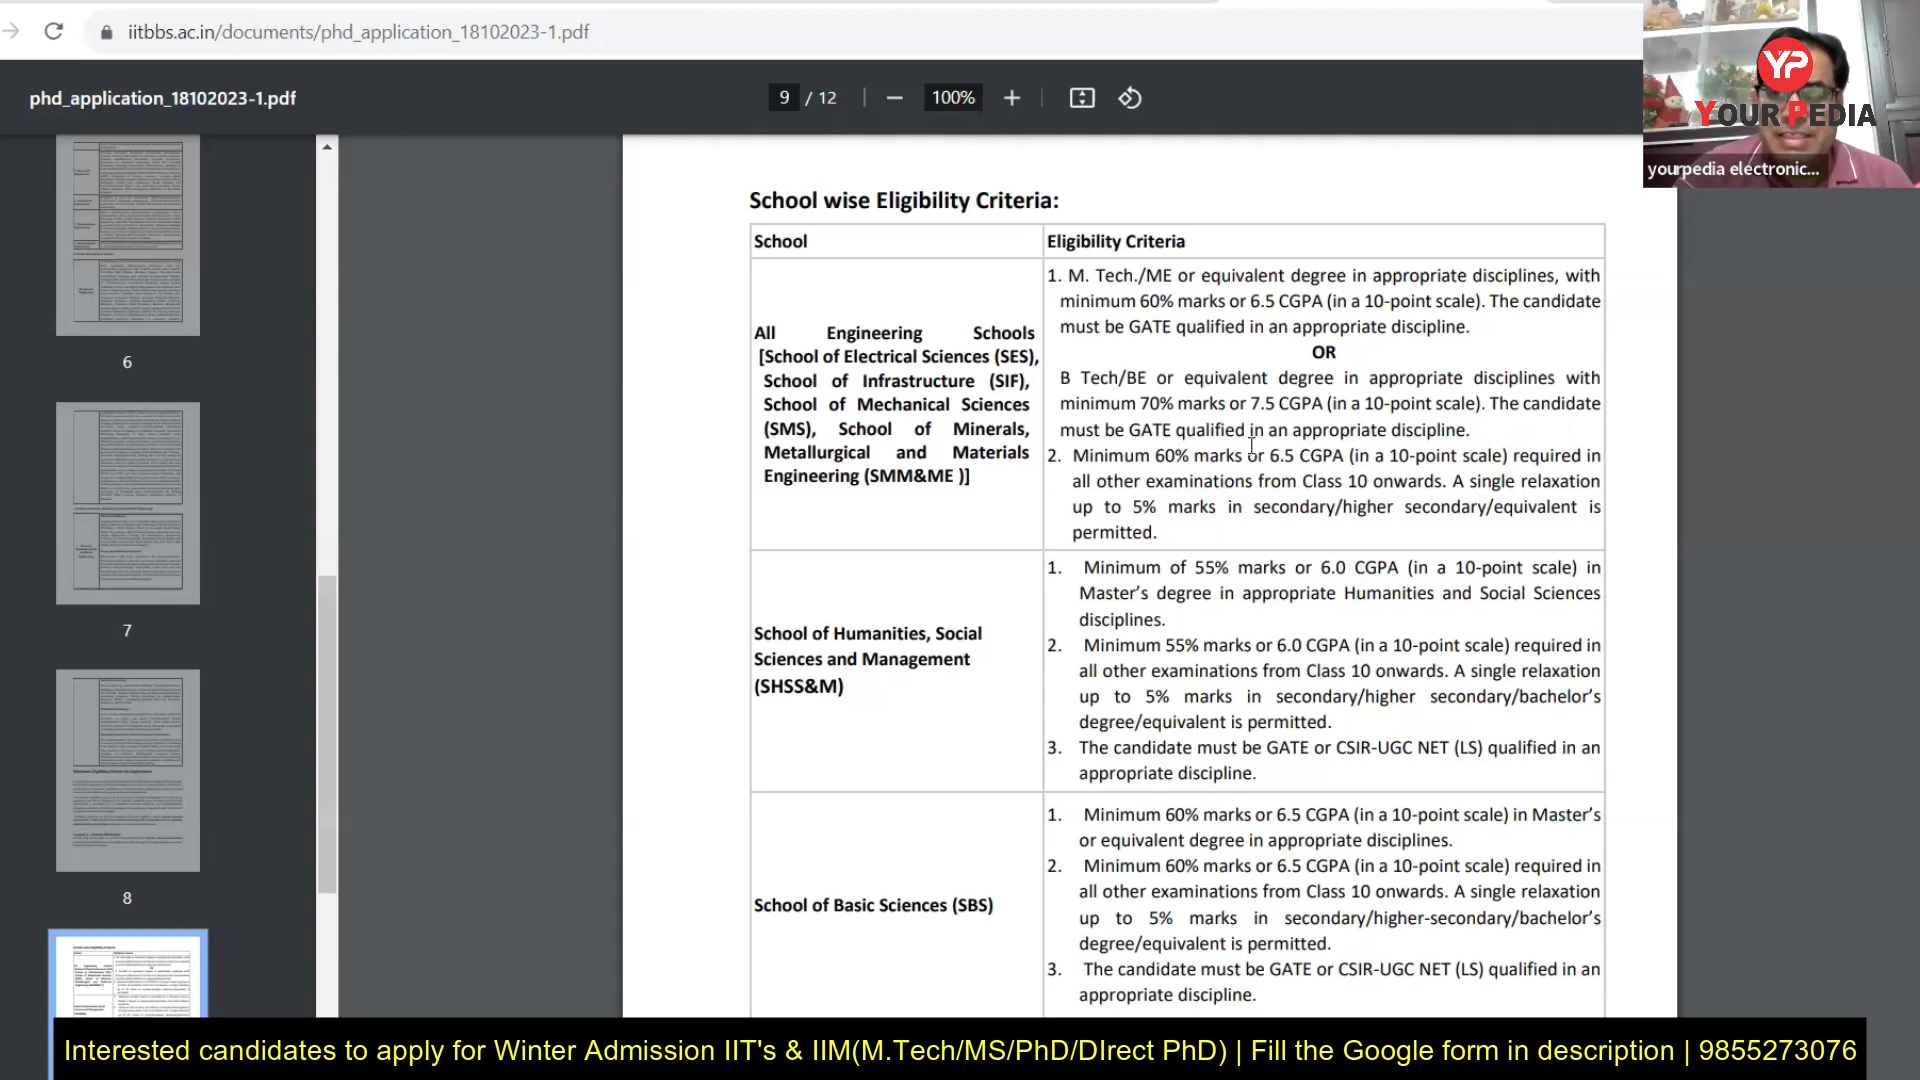 iitbbs.ac.in/documents/phd_application_18102023-1.pdf
phd_application_18102023-1.pdf
9 / 12
100%
YP
YOUR PEDIA
yourpedia electronic...
6
7
8
School wise Eligibility Criteria:
School
Eligibility Criteria
All Engineering Schools
[School of Electrical Sciences (SES),
School of Infrastructure (SIF),
School of Mechanical Sciences
(SMS), School of Minerals,
Metallurgical and Materials
Engineering (SMM&ME )]
1. M. Tech./ME or equivalent degree in appropriate disciplines, with
minimum 60% marks or 6.5 CGPA (in a 10-point scale). The candidate
must be GATE qualified in an appropriate discipline.
OR
B Tech/BE or equivalent degree in appropriate disciplines with
minimum 70% marks or 7.5 CGPA (in a 10-point scale). The candidate
must be GATE qualified in an appropriate discipline.
2. Minimum 60% marks or 6.5 CGPA (in a 10-point scale) required in
all other examinations from Class 10 onwards. A single relaxation
up to 5% marks in secondary/higher secondary/equivalent is
permitted.
School of Humanities, Social
Sciences and Management
(SHSS&M)
1. Minimum of 55% marks or 6.0 CGPA (in a 10-point scale) in
Master's degree in appropriate Humanities and Social Sciences
disciplines.
2. Minimum 55% marks or 6.0 CGPA (in a 10-point scale) required in
all other examinations from Class 10 onwards. A single relaxation
up to 5% marks in secondary/higher secondary/bachelor's
degree/equivalent is permitted.
3. The candidate must be GATE or CSIR-UGC NET (LS) qualified in an
appropriate discipline.
School of Basic Sciences (SBS)
1. Minimum 60% marks or 6.5 CGPA (in a 10-point scale) in Master's
or equivalent degree in appropriate disciplines.
2. Minimum 60% marks or 6.5 CGPA (in a 10-point scale) required in
all other examinations from Class 10 onwards. A single relaxation
up to 5% marks in secondary/higher-secondary/bachelor's
degree/equivalent is permitted.
3. The candidate must be GATE or CSIR-UGC NET (LS) qualified in an
appropriate discipline.
Interested candidates to apply for Winter Admission IIT's & IIM(M.Tech/MS/PhD/DIrect PhD) | Fill the Google form in description | 9855273076